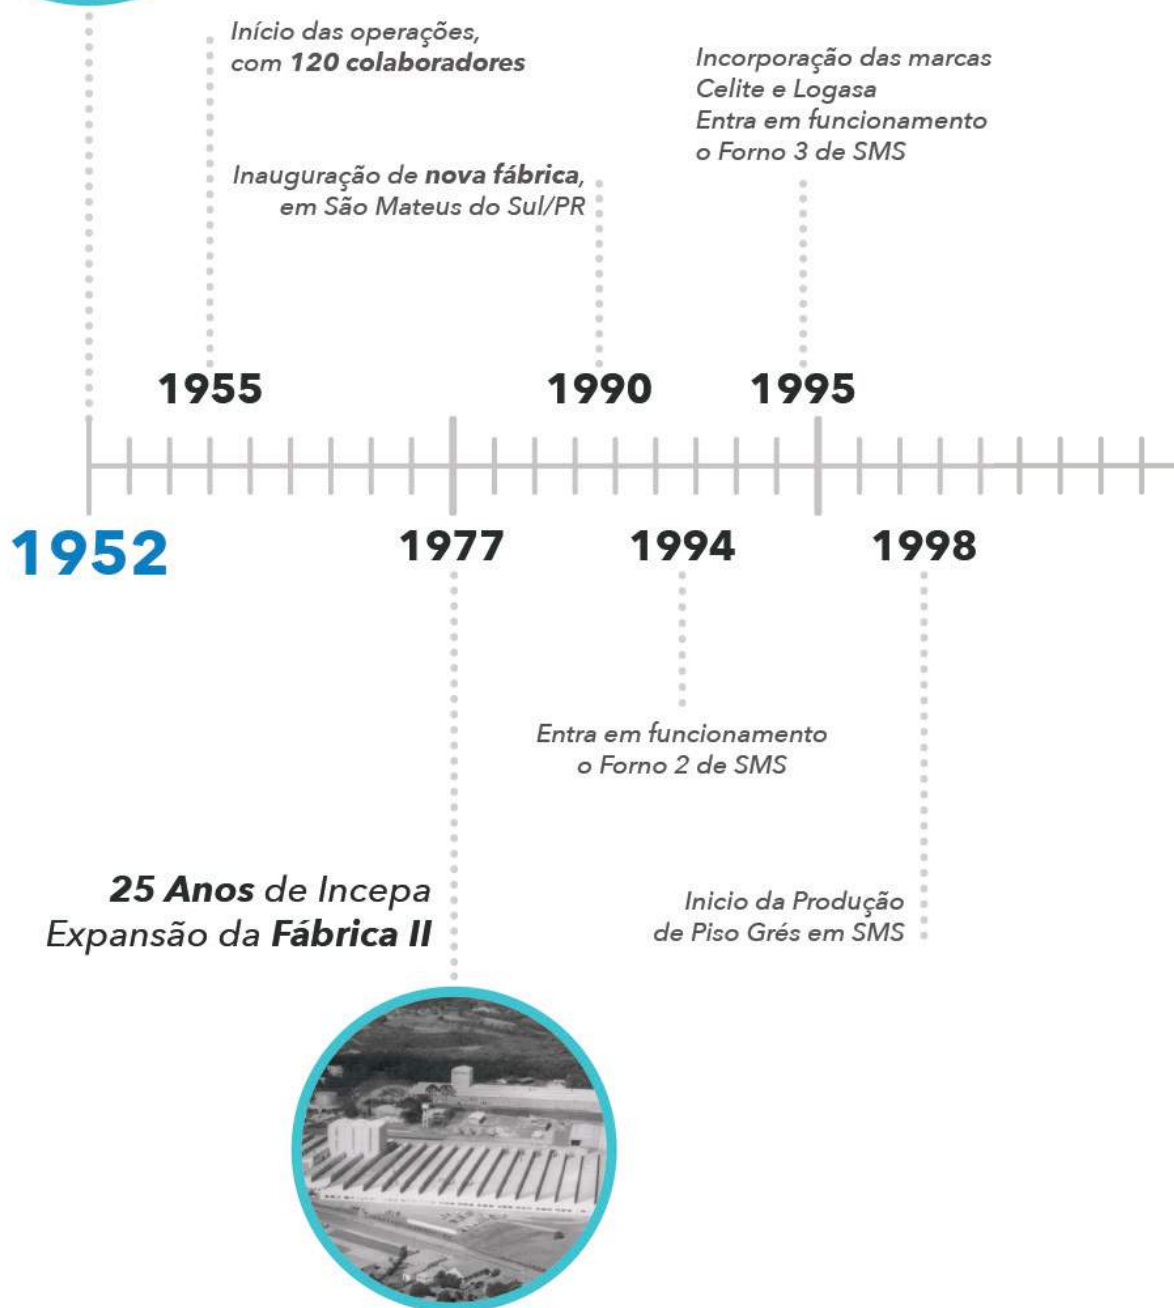 Início das operações,
com 120 colaboradores
Incorporação das marcas
Celite e Logasa
Entra em funcionamento
o Forno 3 de SMS
Inauguração de nova fábrica,
em São Mateus do Sul/PR
1955
1990
1995
1952
1977
1994
1998
Entra em funcionamento
o Forno 2 de SMS
25 Anos de Incepa
Expansão da Fábrica II
Inicio da Produção
de Piso Grés em SMS